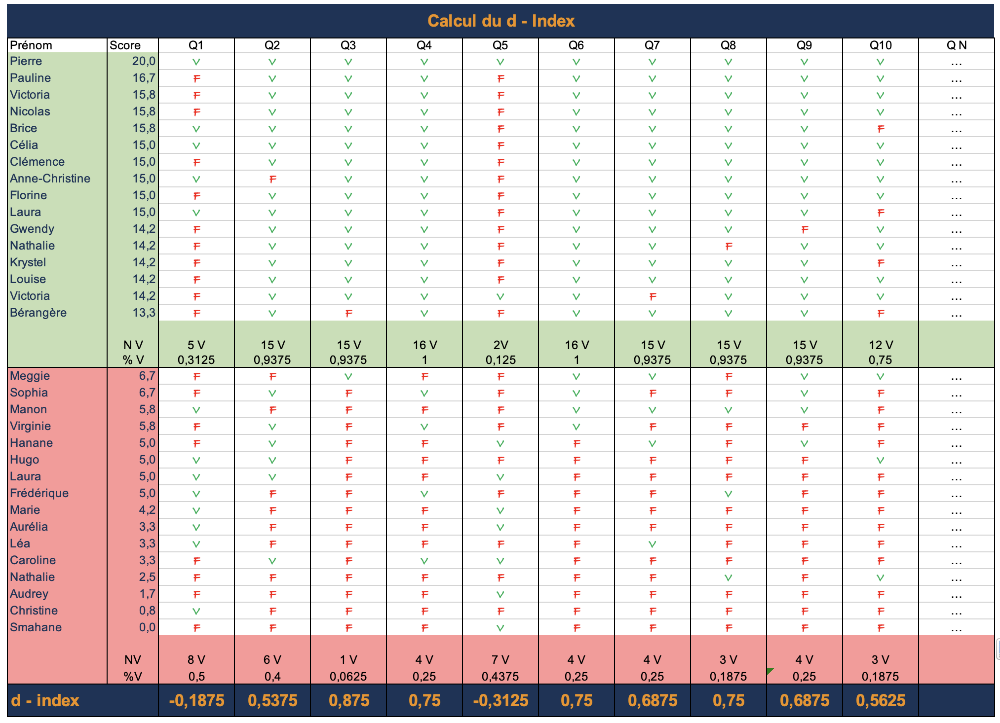 Calcul du d - Index
Prénom Score Q1 Q2 Q3 Q4 Q5 Q6 Q7 Q8 Q9 Q10 Q N
Pierre 20,0 V V V V V V V V V V ...
Pauline 16,7 F V V V F V V V V V ...
Victoria 15,8 F V V V F V V V V V ...
Nicolas 15,8 F V V V F V V V V V ...
Brice 15,8 V V V V F V V V V F ...
Célia 15,0 V V V V F V V V V V ...
Clémence 15,0 F V V V F V V V V V ...
Anne-Christine 15,0 V F V V F V V V V V ...
Florine 15,0 F V V V F V V V V V ...
Laura 15,0 V V V V F V V V V F ...
Gwendy 14,2 F V V V F V V V F V ...
Nathalie 14,2 F V V V F V V F V V ...
Krystel 14,2 F V V V F V V V V F ...
Louise 14,2 F V V V F V V V V V ...
Victoria 14,2 F V V V V V F V V V ...
Bérangère 13,3 F V F V F V V V V F ...
N V 5 V 15 V 15 V 16 V 2V 16 V 15 V 15 V 15 V 12 V
% V 0,3125 0,9375 0,9375 1 0,125 1 0,9375 0,9375 0,9375 0,75
Meggie 6,7 F F V F F V V F V V ...
Sophia 6,7 F V F V F V F F V F ...
Manon 5,8 V F F F F V V V V F ...
Virginie 5,8 F V F V F V F F F F ...
Hanane 5,0 F V F F V F V F V F ...
Hugo 5,0 V V F F F F F F F V ...
Laura 5,0 V V F F V F F F F F ...
Frédérique 5,0 V F F V F F F V F F ...
Marie 4,2 V F F F V F F F F F ...
Aurélia 3,3 V F F F V F F F F F ...
Léa 3,3 V F F F F F V F F F ...
Caroline 3,3 F V F V V F F F F F ...
Nathalie 2,5 F F F F F F F V F V ...
Audrey 1,7 F F F F V F F F F F ...
Christine 0,8 V F F F F F F F F F ...
Smahane 0,0 F F F F V F F F F F ...
NV 8 V 6 V 1 V 4 V 7 V 4 V 4 V 3 V 4 V 3 V
%V 0,5 0,4 0,0625 0,25 0,4375 0,25 0,25 0,1875 0,25 0,1875
d - index -0,1875 0,5375 0,875 0,75 -0,3125 0,75 0,6875 0,75 0,6875 0,5625